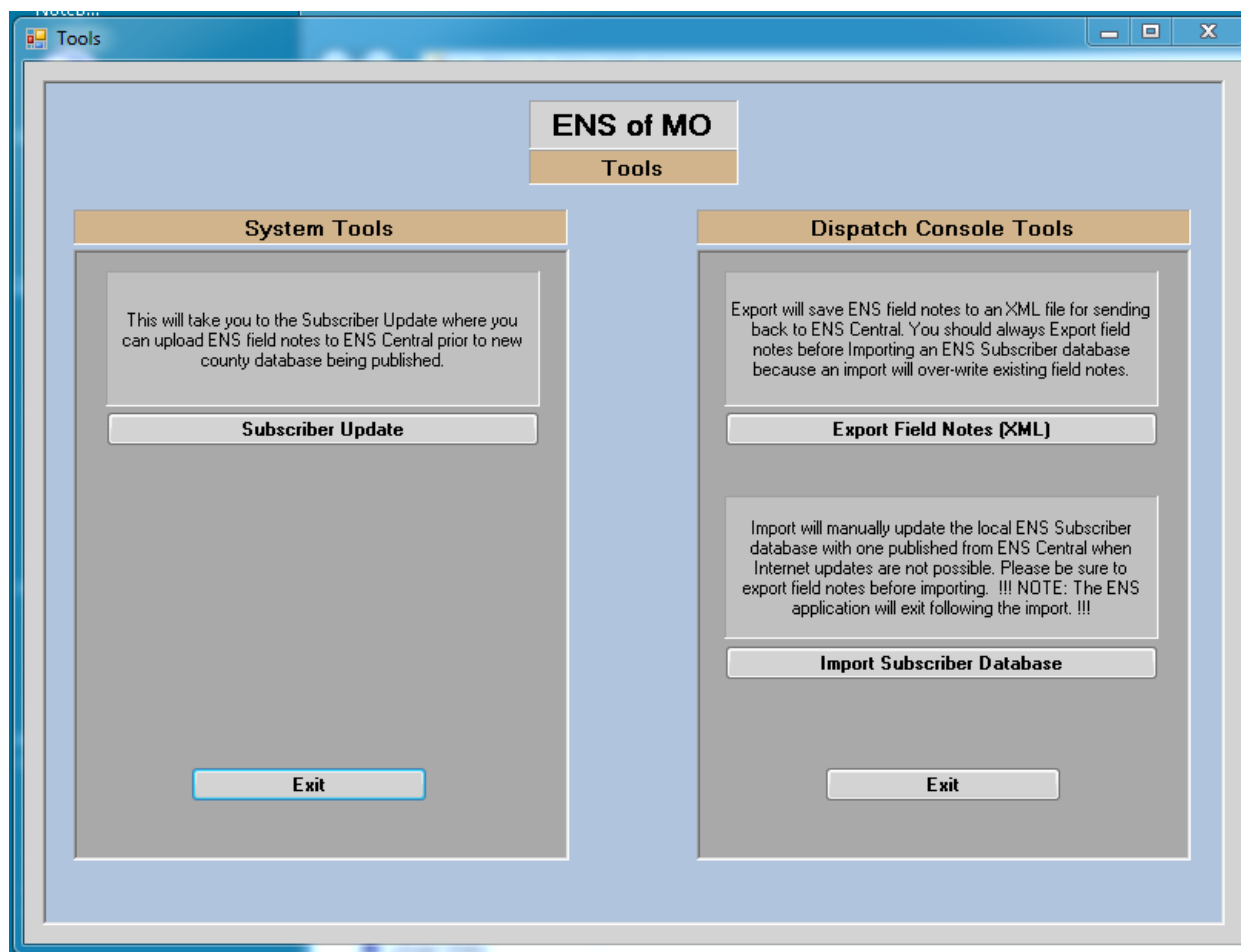 Tools
ENS of MO
Tools
System Tools
This will take you to the Subscriber Update where you
can upload ENS field notes to ENS Central prior to new
county database being published.
Subscriber Update
Exit
Dispatch Console Tools
Export will save ENS field notes to an XML file for sending
back to ENS Central. You should always Export field
notes before Importing an ENS Subscriber database
because an import will over-write existing field notes.
Export Field Notes (XML)
Import will manually update the local ENS Subscriber
database with one published from ENS Central when
Internet updates are not possible. Please be sure to
export field notes before importing.  !!! NOTE: The ENS
application will exit following the import. !!!
Import Subscriber Database
Exit